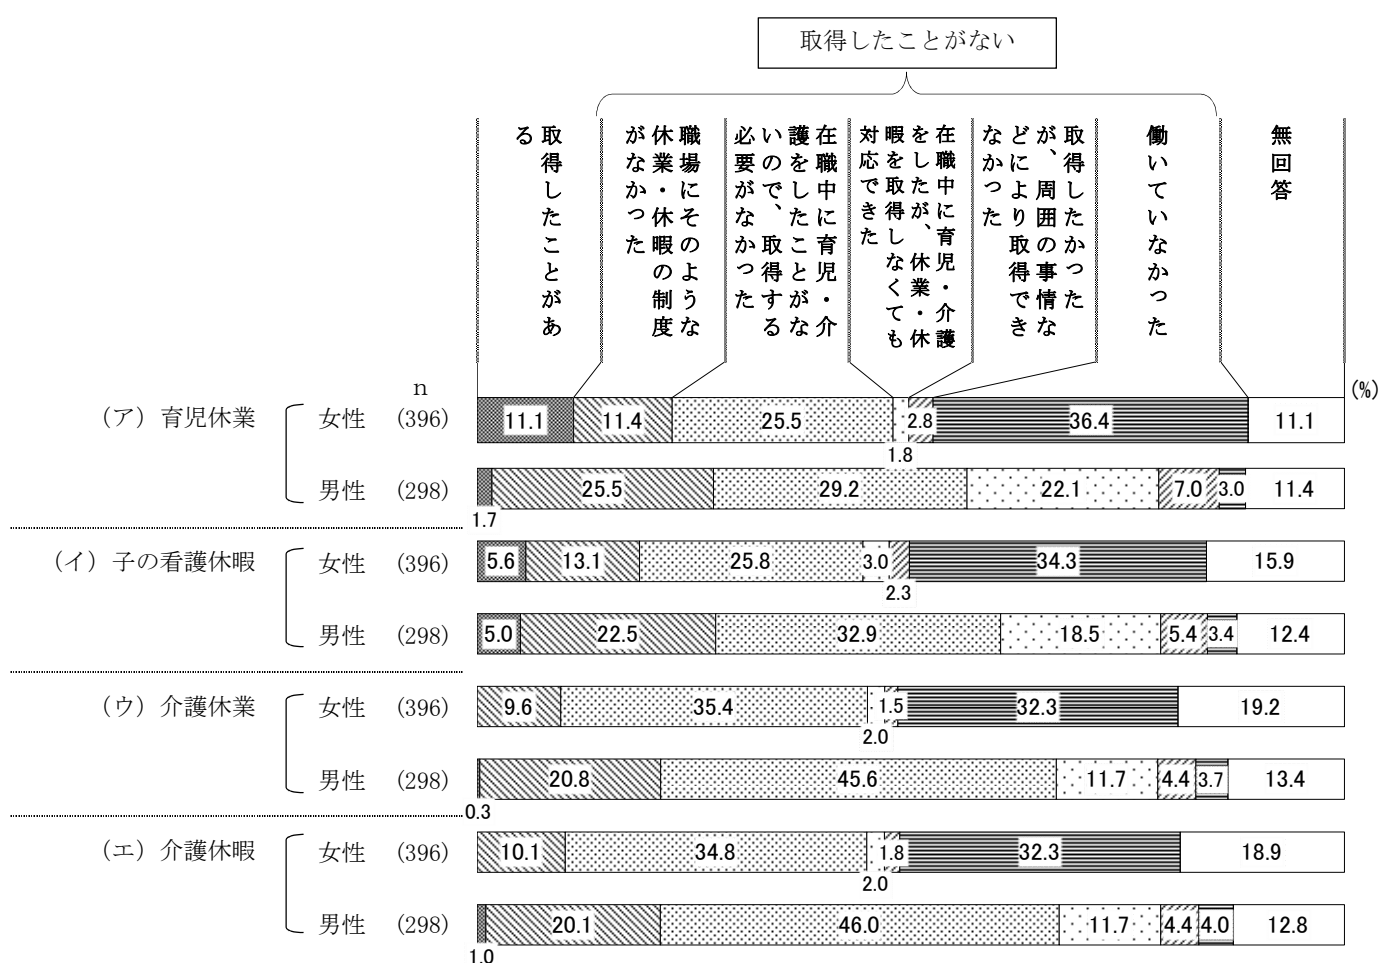 取得したことがない
取得したことがあ
る
職場にそのような
休業・休暇の制度
がなかった
在職中に育児・介
護をしたことがな
いので、取得する
必要がなかった
在職中に育児・介護
をしたが、休業・休
暇を取得しなくても
対応できた
取得したかった
が、周囲の事情な
どにより取得でき
なかった
働いていなかった
無回答
n
(%)
（ア）育児休業
女性 (396) 11.1 11.4 25.5 1.8 2.8 36.4 11.1
男性 (298) 1.7 25.5 29.2 22.1 7.0 3.0 11.4
（イ）子の看護休暇
女性 (396) 5.6 13.1 25.8 3.0 2.3 34.3 15.9
男性 (298) 5.0 22.5 32.9 18.5 5.4 3.4 12.4
（ウ）介護休業
女性 (396) 9.6 35.4 2.0 1.5 32.3 19.2
男性 (298) 0.3 20.8 45.6 11.7 4.4 3.7 13.4
（エ）介護休暇
女性 (396) 10.1 34.8 2.0 1.8 32.3 18.9
男性 (298) 1.0 20.1 46.0 11.7 4.4 4.0 12.8